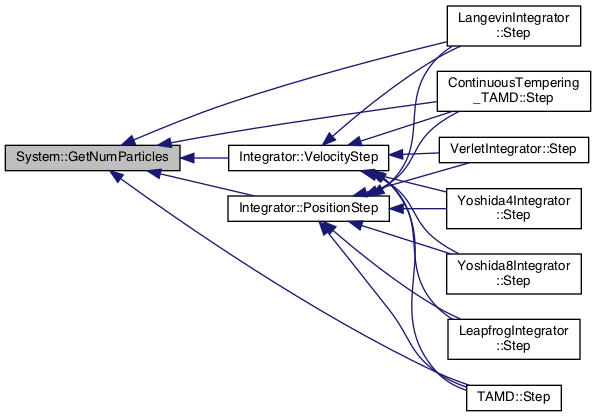 LangevinIntegrator
::Step
ContinuousTempering
_TAMD::Step
System::GetNumParticles
Integrator::VelocityStep
VerletIntegrator::Step
Integrator::PositionStep
Yoshida4Integrator
::Step
Yoshida8Integrator
::Step
LeapfrogIntegrator
::Step
TAMD::Step